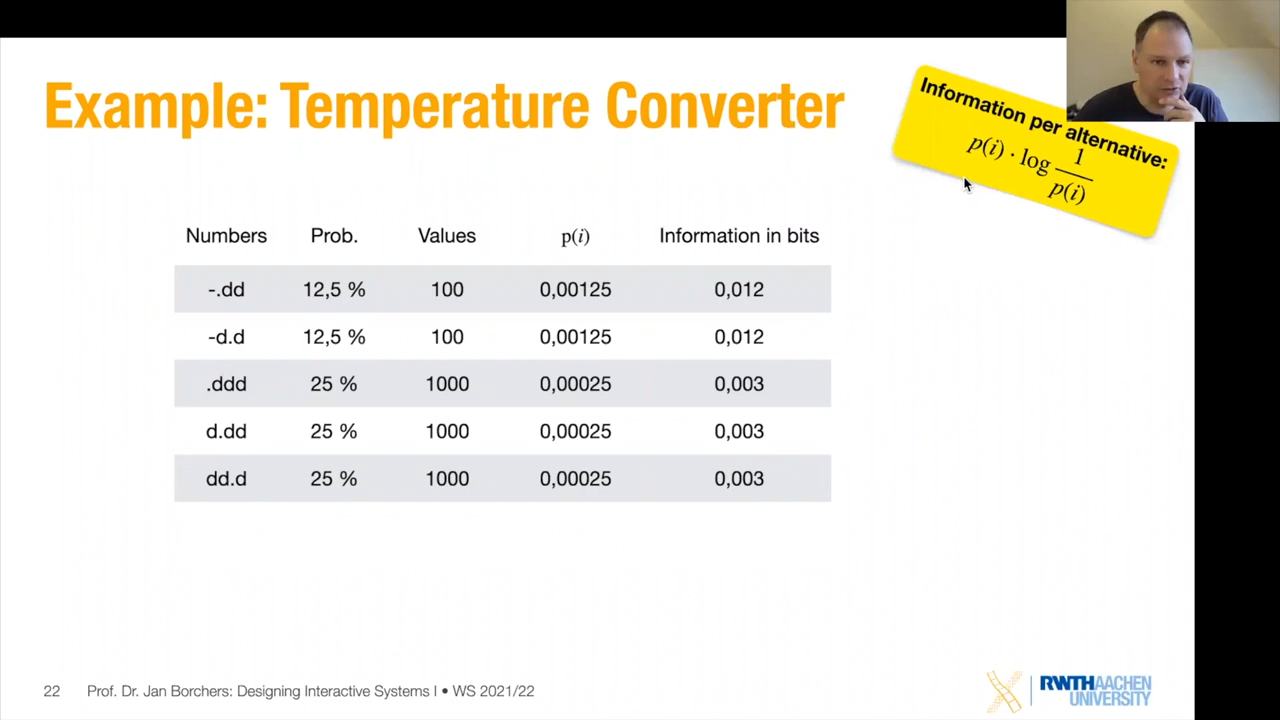 Example: Temperature Converter
Information per alternative:
p(i) · log 1/p(i)
Numbers Prob. Values p(i) Information in bits
-.dd 12,5 % 100 0,00125 0,012
-d.d 12,5 % 100 0,00125 0,012
.ddd 25 % 1000 0,00025 0,003
d.dd 25 % 1000 0,00025 0,003
dd.d 25 % 1000 0,00025 0,003
22 Prof. Dr. Jan Borchers: Designing Interactive Systems I • WS 2021/22
RWTHAACHEN
UNIVERSITY